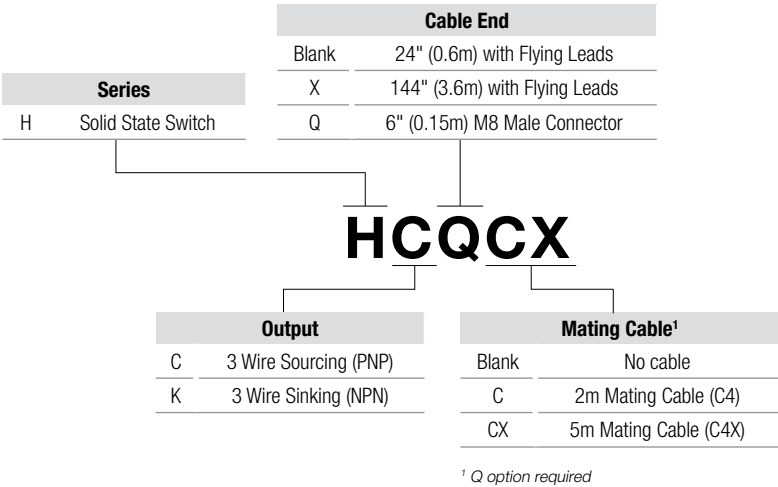 Cable End
Blank 24" (0.6m) with Flying Leads
X 144" (3.6m) with Flying Leads
Q 6" (0.15m) M8 Male Connector
Series
H Solid State Switch
HCQCX
Output
C 3 Wire Sourcing (PNP)
K 3 Wire Sinking (NPN)
Mating Cable¹
Blank No cable
C 2m Mating Cable (C4)
CX 5m Mating Cable (C4X)
¹ Q option required